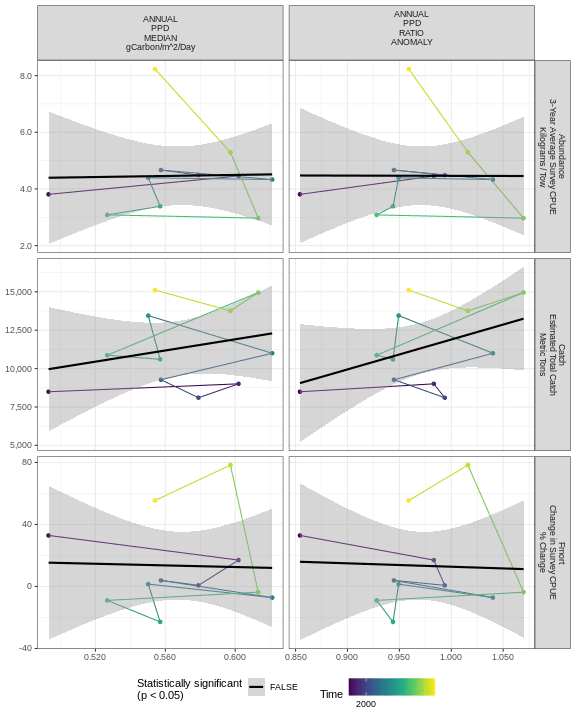 ANNUAL
PPD
MEDIAN
gCarbon/m^2/Day
ANNUAL
PPD
RATIO
ANOMALY
8.0
6.0
4.0
2.0
Abundance
3-Year Average Survey CPUE
Kilograms / Tow
15,000
12,500
10,000
7,500
5,000
Catch
Estimated Total Catch
Metric Tons
80
40
0
-40
Fmort
Change in Survey CPUE
% Change
0.520
0.560
0.600
0.850
0.900
0.950
1.000
1.050
Statistically significant
(p < 0.05)
FALSE
Time
2000